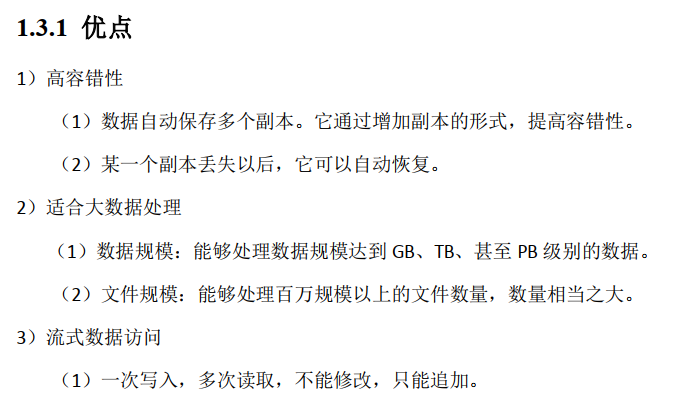 1.3.1 优点
1）高容错性
（1）数据自动保存多个副本。它通过增加副本的形式，提高容错性。
（2）某一个副本丢失以后，它可以自动恢复。
2）适合大数据处理
（1）数据规模：能够处理数据规模达到 GB、TB、甚至 PB 级别的数据。
（2）文件规模：能够处理百万规模以上的文件数量，数量相当之大。
3）流式数据访问
（1）一次写入，多次读取，不能修改，只能追加。